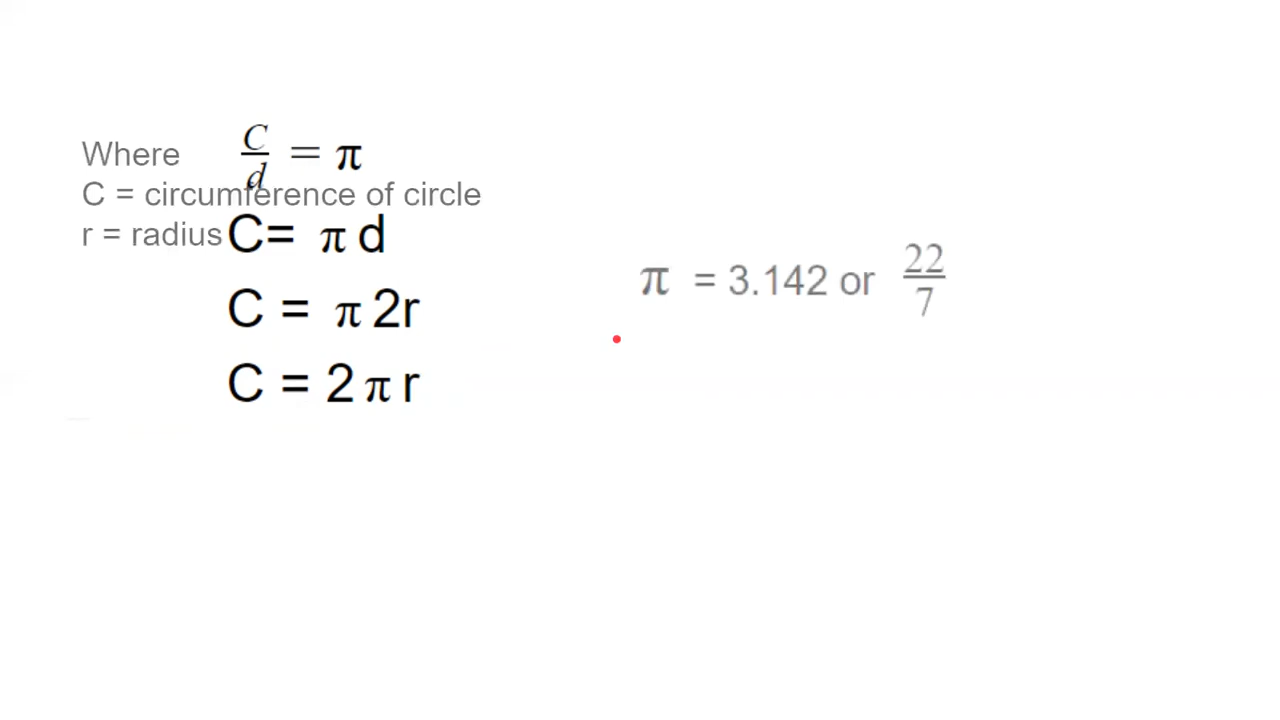 Where
C/d = π
C = circumference of circle
r = radius
C= π d
C = π 2r
C = 2 π r
π = 3.142 or 22/7